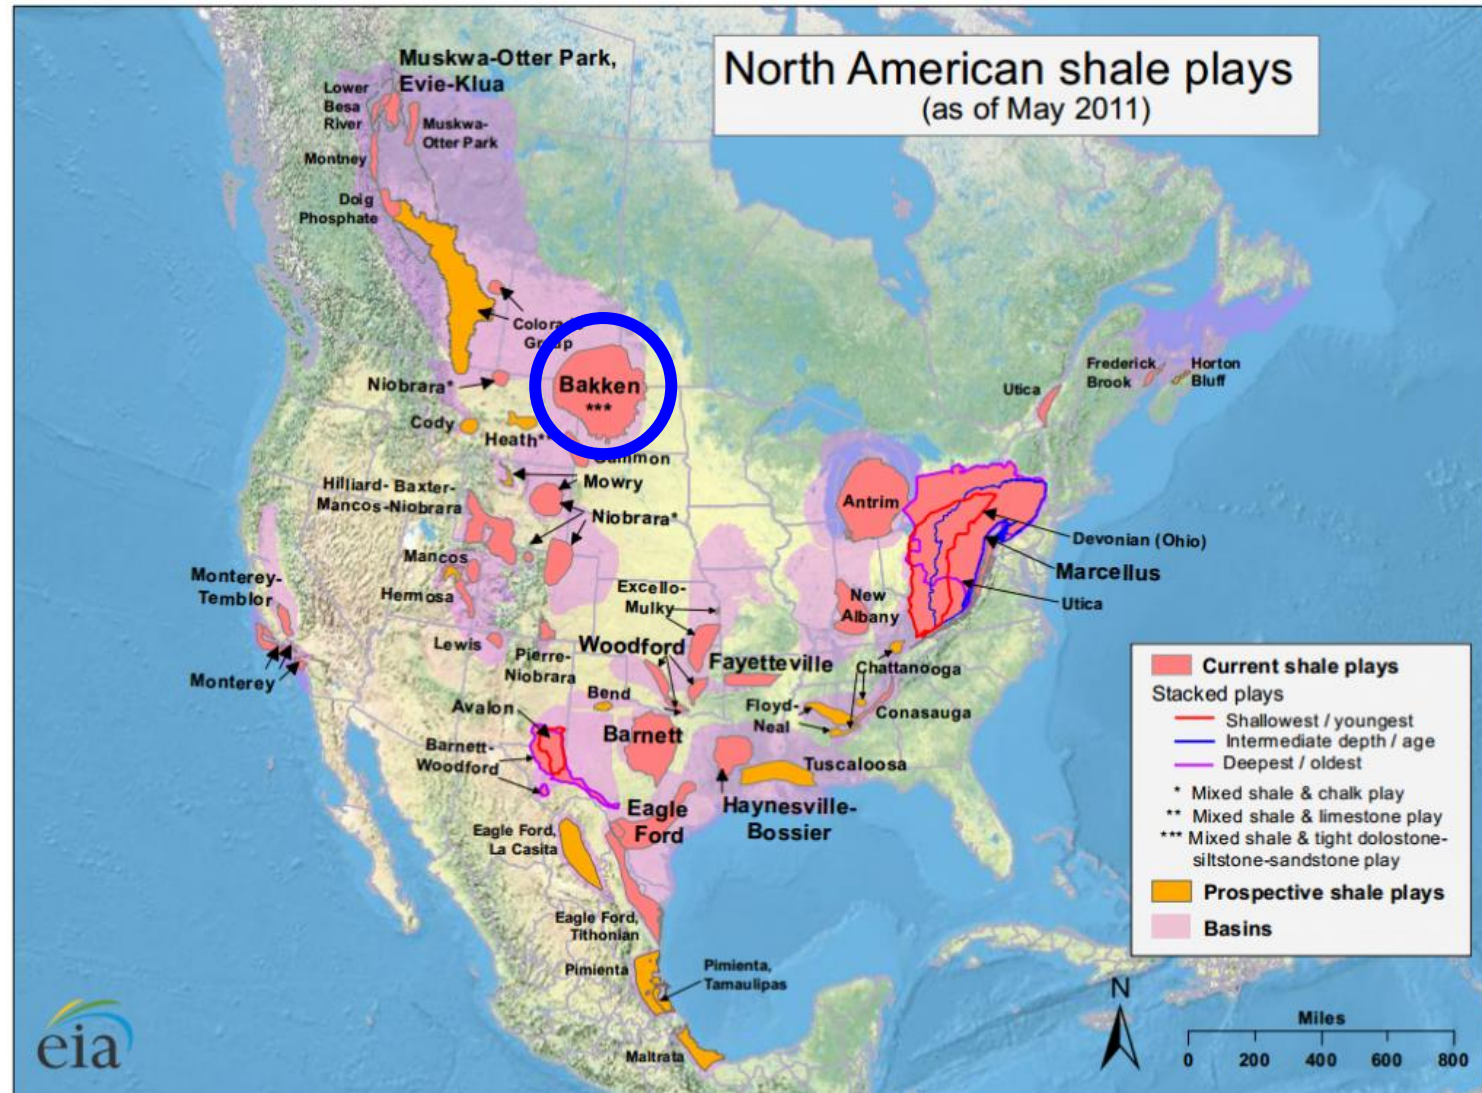 North American shale plays
(as of May 2011)
Muskwa-Otter Park,
Evie-Klua
Lower
Besa
River
Muskwa-
Otter Park
Montney
Doig
Phosphate
Group
Niobrara*
Bakken
***
Cody
Heath**
Mowry
Hilliard- Baxter-
Mancos-Niobrara
Niobrara*
Mancos
Hermosa
Monterey-
Temblor
Monterey
Lewis
Pierre-
Niobrara
Excello-
Mulky
Woodford
Fayetteville
Bend
Avalon
Barnett-
Woodford
Barnett
Eagle
Ford
Haynesville-
Bossier
Tuscaloosa
Floyd-
Neal
Conasauga
Chattanooga
New
Albany
Antrim
Devonian (Ohio)
Marcellus
Utica
Utica
Frederick
Brook
Horton
Bluff
Eagle Ford,
La Casita
Eagle Ford,
Tithonian
Pimienta
Pimienta,
Tamaulipas
Maltrata
Current shale plays
Stacked plays
Shallowest / youngest
Intermediate depth / age
Deepest / oldest
* Mixed shale & chalk play
** Mixed shale & limestone play
*** Mixed shale & tight dolostone-
siltstone-sandstone play
Prospective shale plays
Basins
N
Miles
0 200 400 600 800
eia